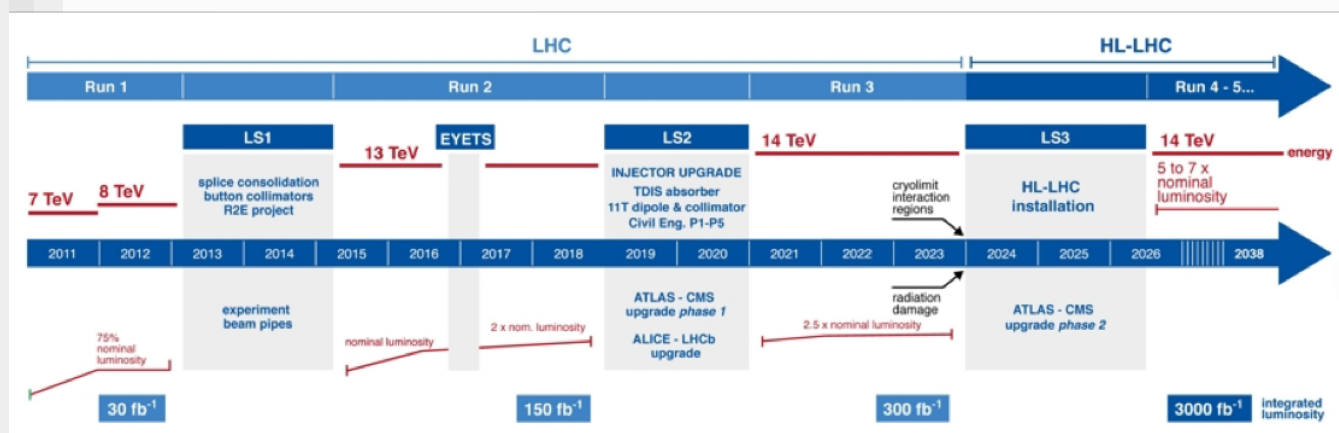 LHC
HL-LHC
Run 1
Run 2
Run 3
Run 4 - 5...
LS1
EYETS
LS2
LS3
7 TeV
8 TeV
13 TeV
14 TeV
14 TeV
energy
splice consolidation
button collimators
R2E project
INJECTOR UPGRADE
TDIS absorber
11T dipole & collimator
Civil Eng. P1-P5
cryolimit
interaction
regions
HL-LHC
installation
5 to 7 x
nominal
luminosity
2011 2012 2013 2014 2015 2016 2017 2018 2019 2020 2021 2022 2023 2024 2025 2026 2038
75%
nominal
luminosity
experiment
beam pipes
nominal luminosity
2 x nom. luminosity
ATLAS - CMS
upgrade phase 1
ALICE - LHCb
upgrade
2.5 x nominal luminosity
radiation
damage
ATLAS - CMS
upgrade phase 2
30 fb⁻¹
150 fb⁻¹
300 fb⁻¹
3000 fb⁻¹
integrated
luminosity